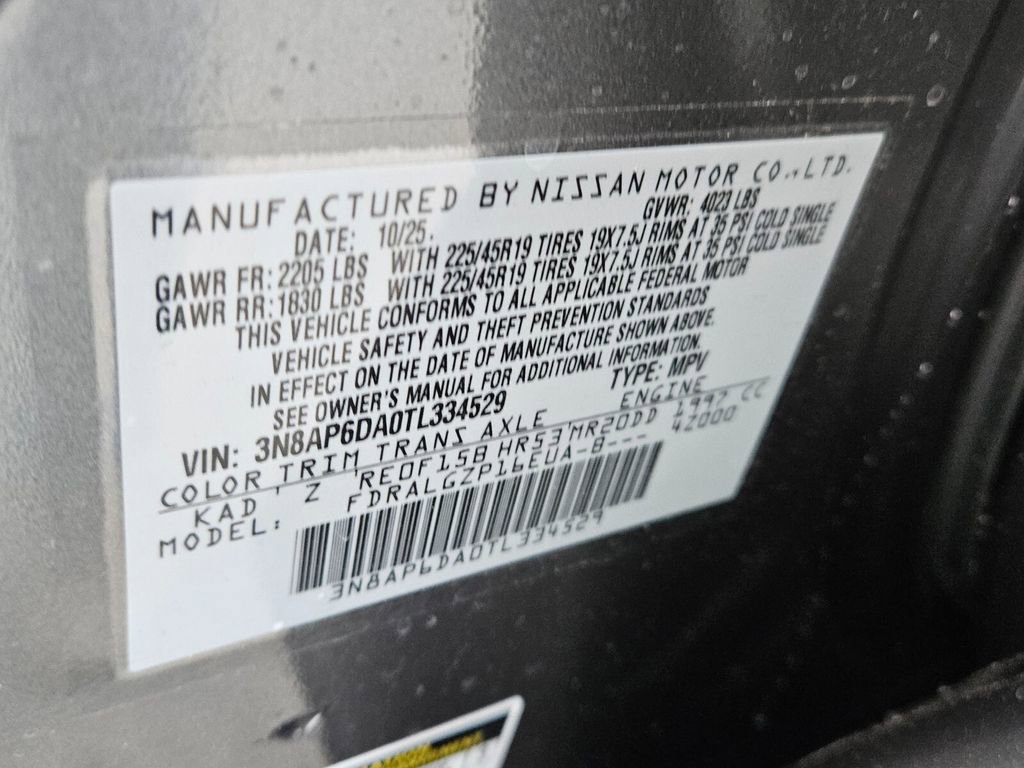 MANUFACTURED BY NISSAN MOTOR CO.,LTD.
DATE: 10/25. GVWR: 4023 LBS
GAWR FR: 2205 LBS WITH 225/45R19 TIRES 19X7.5J RIMS AT 35 PSI COLD SINGLE
GAWR RR: 1830 LBS WITH 225/45R19 TIRES 19X7.5J RIMS AT 35 PSI COLD SINGLE
THIS VEHICLE CONFORMS TO ALL APPLICABLE FEDERAL MOTOR
VEHICLE SAFETY AND THEFT PREVENTION STANDARDS
IN EFFECT ON THE DATE OF MANUFACTURE SHOWN ABOVE.
SEE OWNER'S MANUAL FOR ADDITIONAL INFORMATION.
VIN: 3N8AP6DA0TL334529 TYPE: MPV
COLOR TRIM TRANS AXLE ENGINE
KAD Z RE0F15B HR53 MR20DD 1997 CC
MODEL: FDRALGZP16EUA-B--- 42000
3N8AP6DA0TL334529